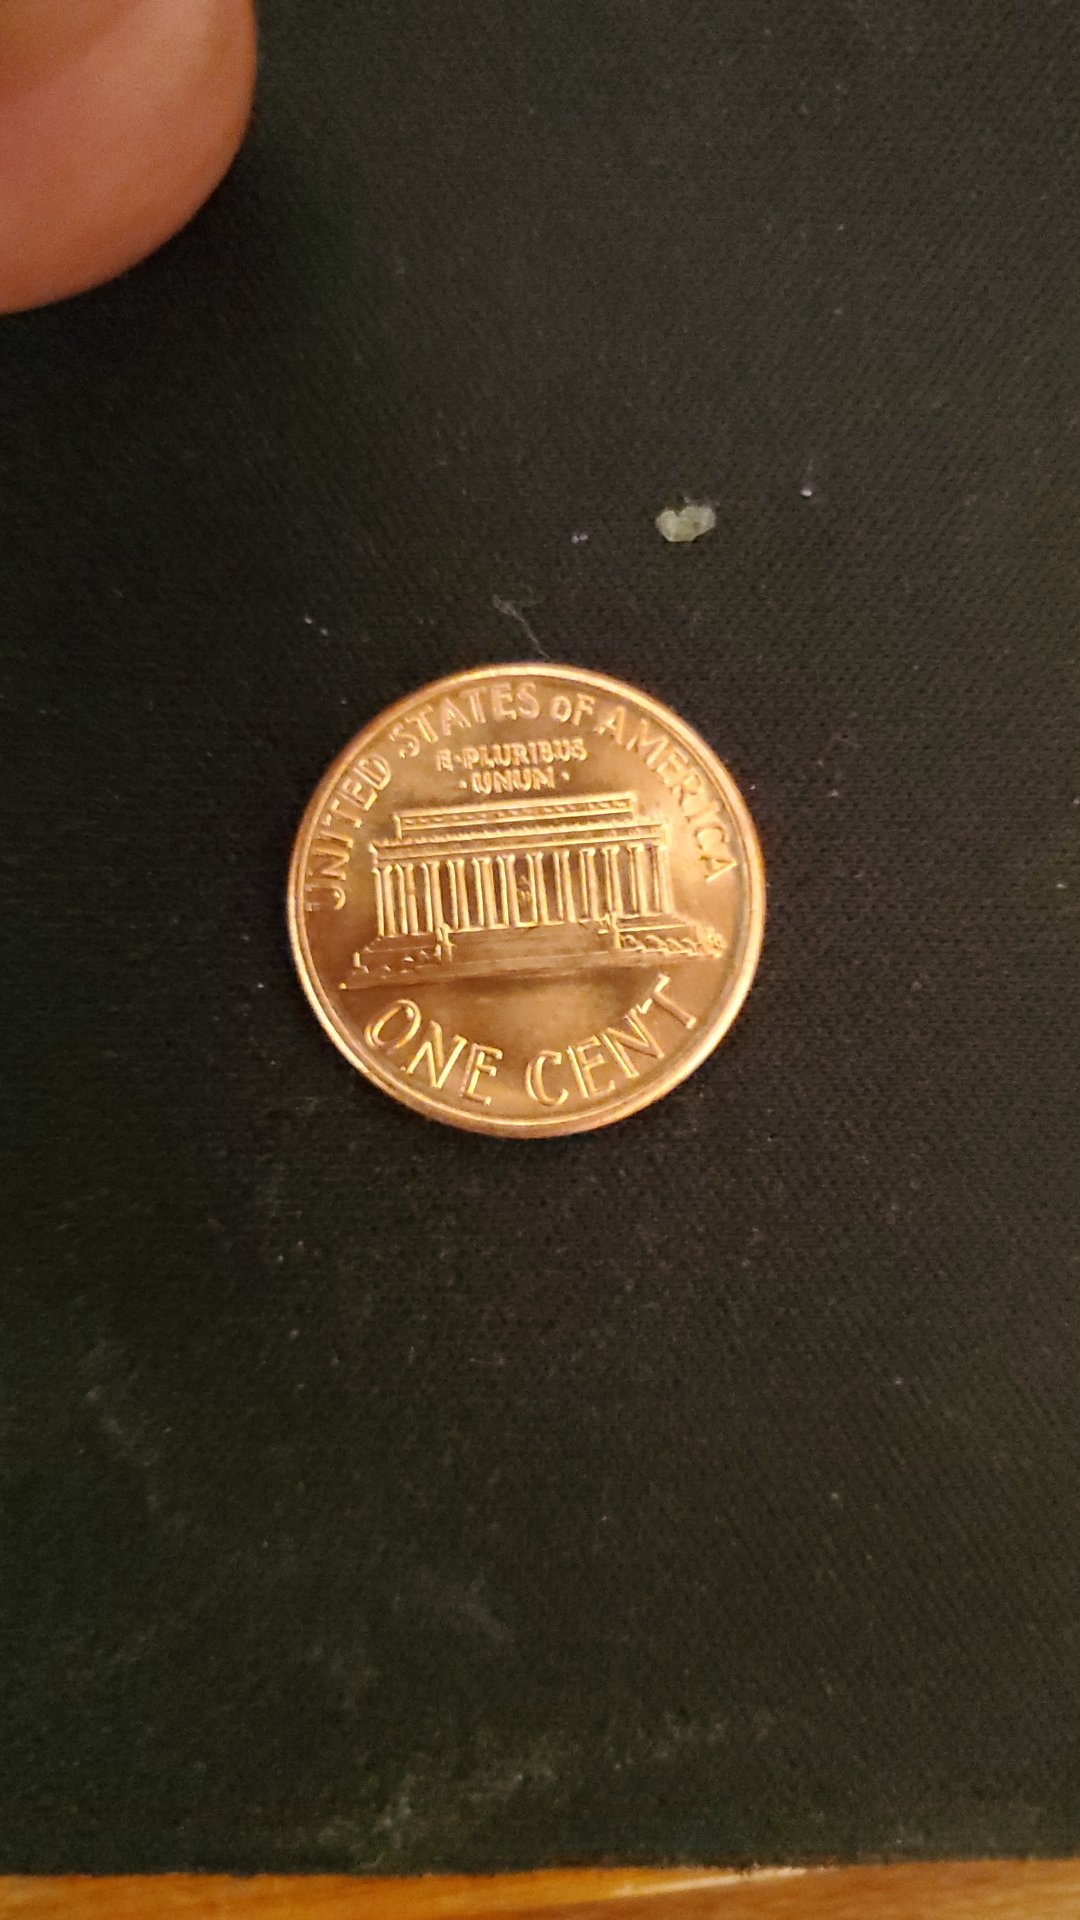 UNITED STATES OF AMERICA
E·PLURIBUS
·UNUM·
ONE CENT